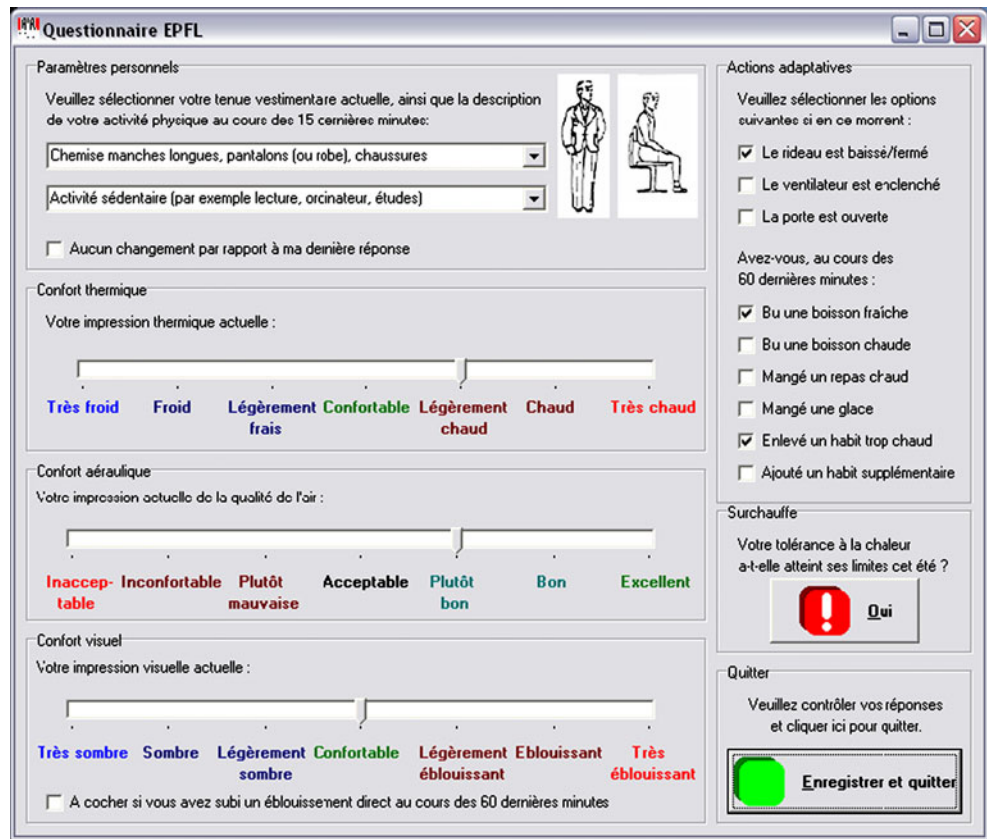 Questionnaire EPFL
Paramètres personnels
Veuillez sélectionner votre tenue vestimentare actuelle, ainsi que la description
de votre activité physique au cours des 15 cernières minutes:
Chemise manches longues, pantalons (ou robe), chaussures
Activité sédentaire (par exemple lecture, orcinateur, études)
Aucun changement par rapport à ma dernière réponse
Confort thermique
Votre impression thermique actuelle :
Très froid Froid Légèrement Confortable Légèrement Chaud Très chaud
frais chaud
Confort aéraulique
Votre impression actuelle de la qualité de l'air :
Inaccep- Inconfortable Plutôt Acceptable Plutôt Bon Excellent
table mauvaise bon
Confort visuel
Votre impression visuelle actuelle :
Très sombre Sombre Légèrement Confortable Légèrement Eblouissant Très
sombre éblouissant éblouissant
A cocher si vous avez subi un éblouissement direct au cours des 60 dernières minutes
Actions adaptatives
Veuillez sélectionner les options
suivantes si en ce moment :
Le rideau est baissé/fermé
Le ventilateur est enclenché
La porte est ouverte
Avez-vous, au cours des
60 dernières minutes :
Bu une boisson fraîche
Bu une boisson chaude
Mangé un repas chaud
Mangé une glace
Enlevé un habit trop chaud
Ajouté un habit supplémentaire
Surchauffe
Votre tolérance à la chaleur
a-t-elle atteint ses limites cet été ?
Oui
Quitter
Veuillez contrôler vos réponses
et cliquer ici pour quitter.
Enregistrer et quitter